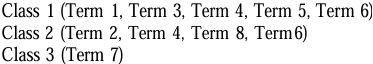 Class 1 (Term 1, Term 3, Term 4, Term 5, Term 6)
Class 2 (Term 2, Term 4, Term 8, Term6)
Class 3 (Term 7)